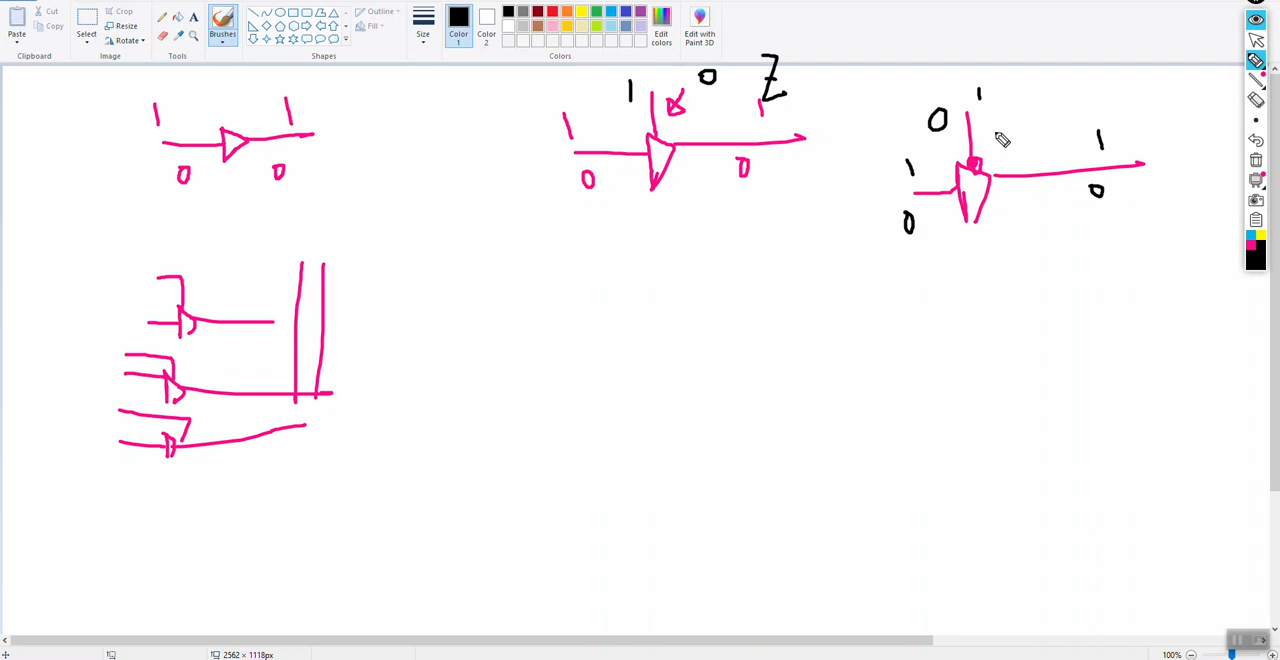 Cut
Copy
Paste
Clipboard
Select
Crop
Resize
Rotate
Image
A
Tools
Brushes
Outline
Fill
Shapes
Size
Color
1
Color
2
Edit
colors
Colors
Edit with
Paint 3D
1 0 Z
1 1
0 0
1 1
0 0
0 1
1 1
0 0
2562 × 1118px
100%